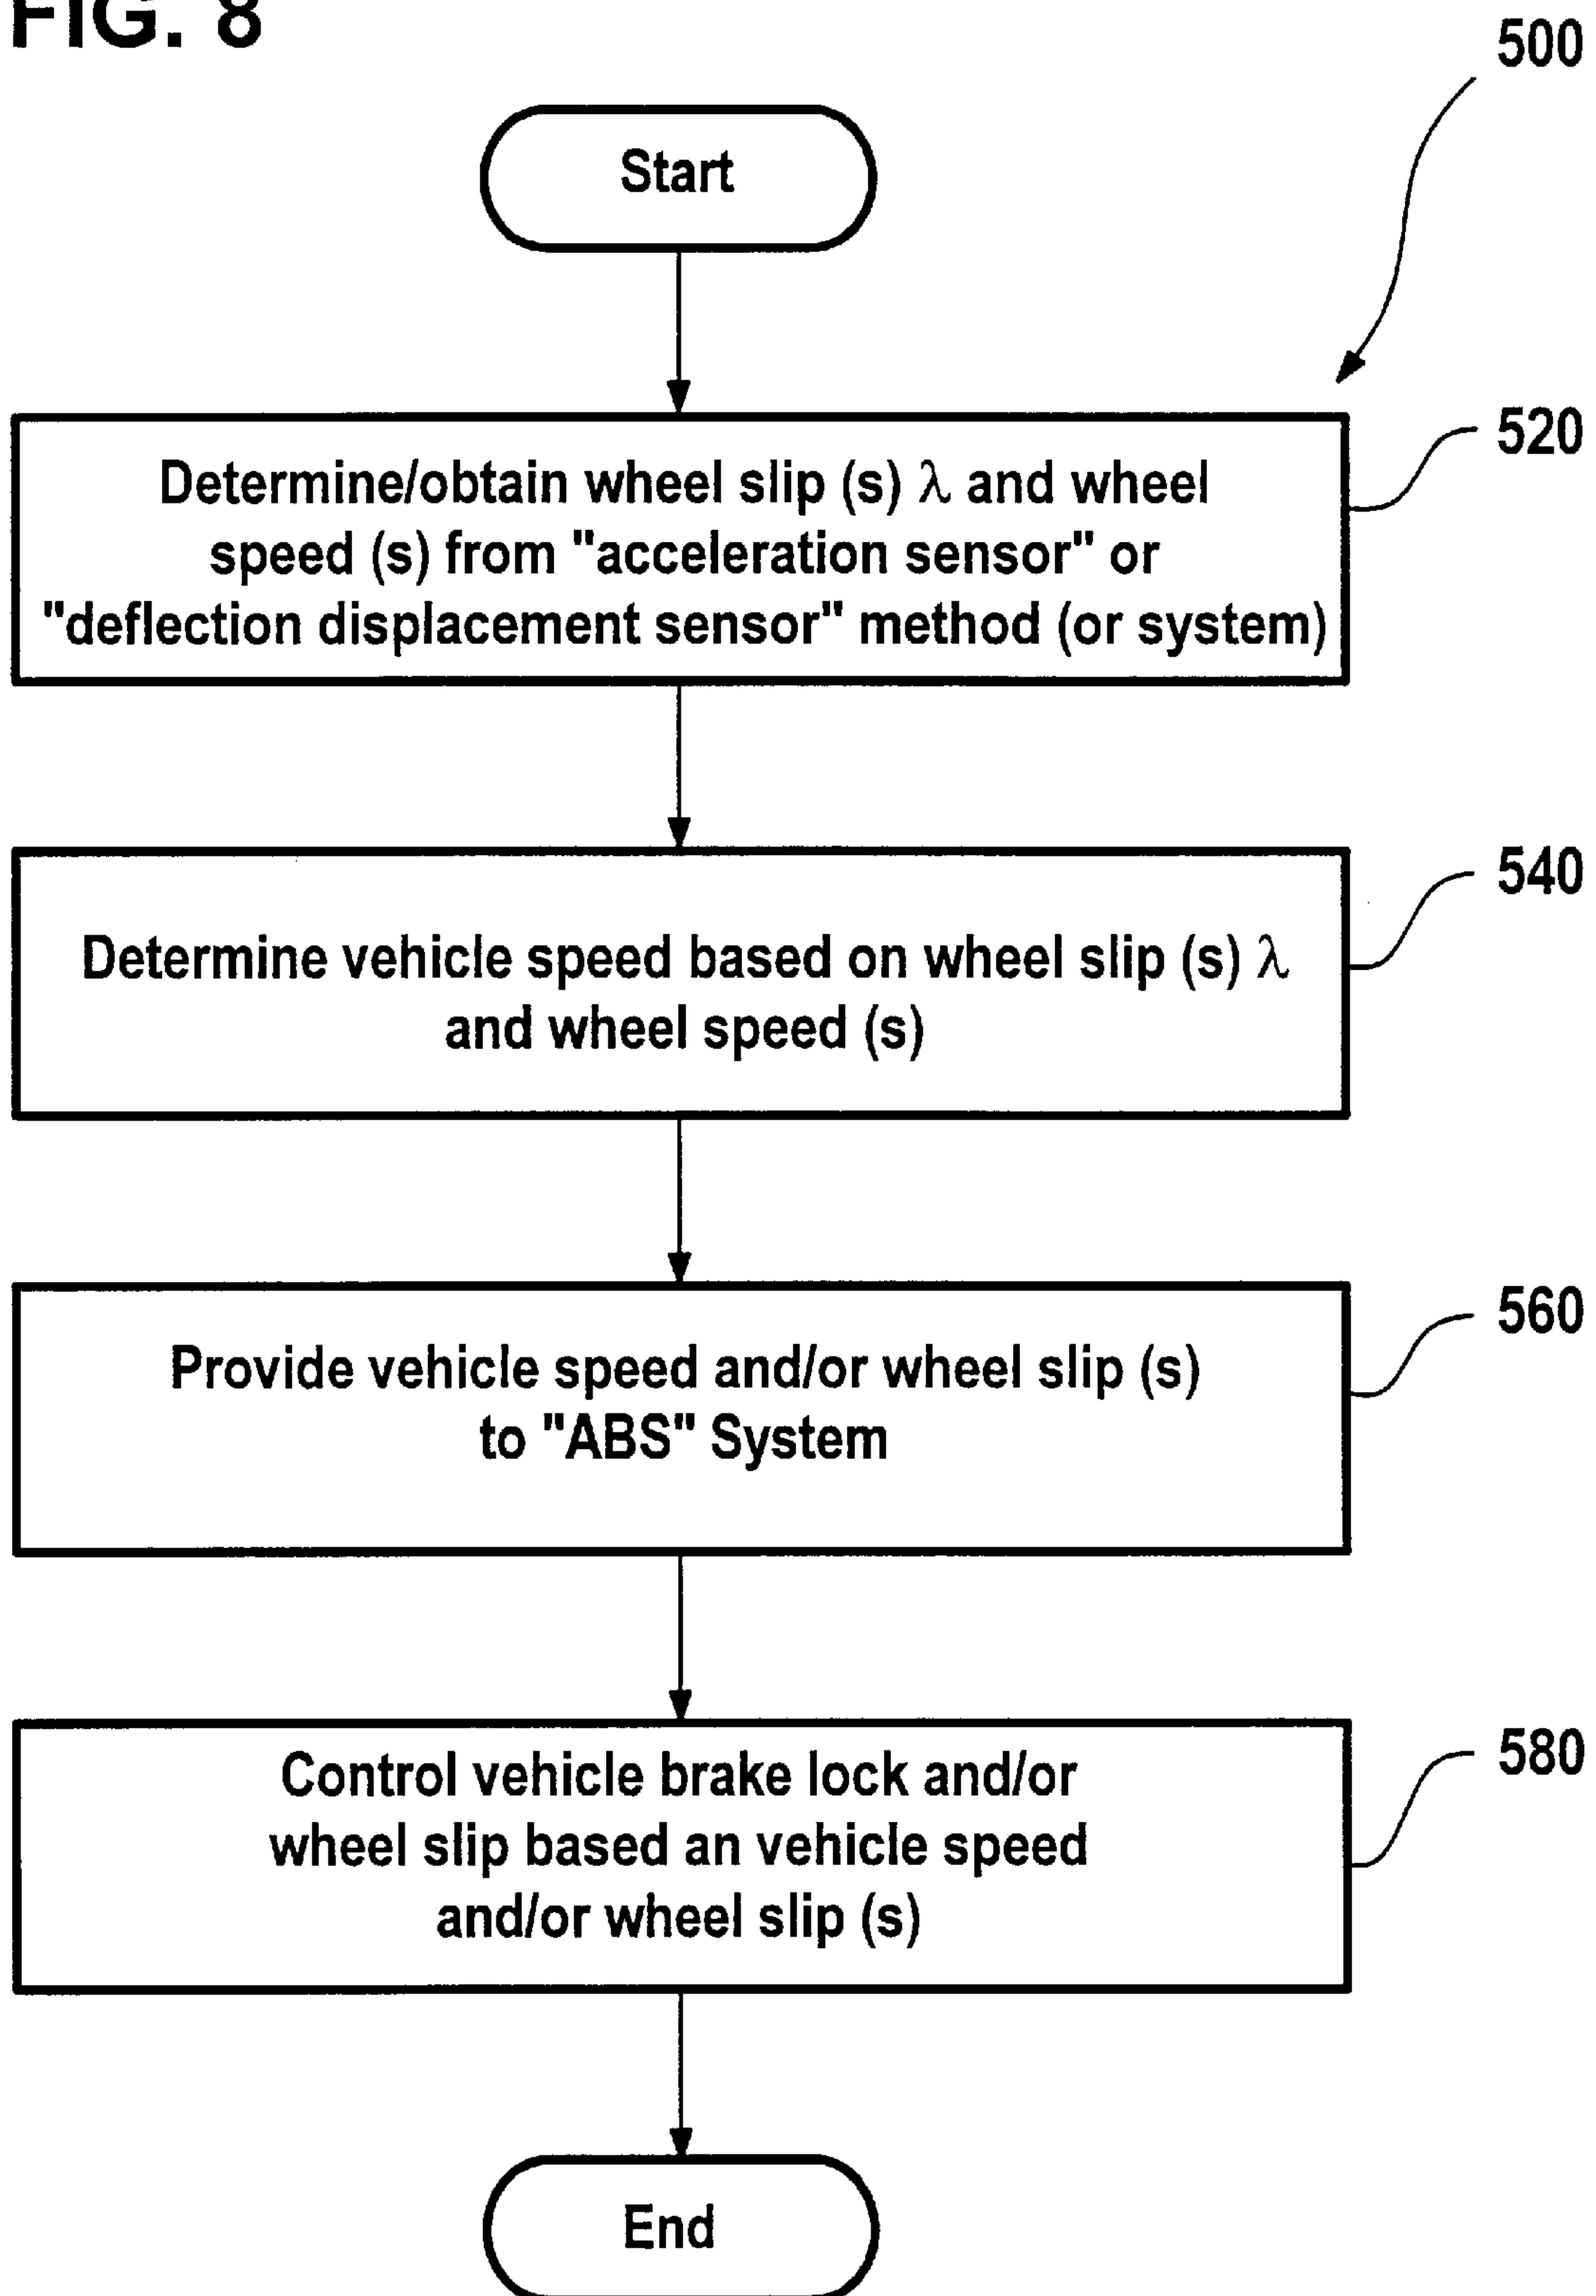 FIG. 8
500
Start
520
Determine/obtain wheel slip (s) λ and wheel
speed (s) from "acceleration sensor" or
"deflection displacement sensor" method (or system)
540
Determine vehicle speed based on wheel slip (s) λ
and wheel speed (s)
560
Provide vehicle speed and/or wheel slip (s)
to "ABS" System
580
Control vehicle brake lock and/or
wheel slip based an vehicle speed
and/or wheel slip (s)
End